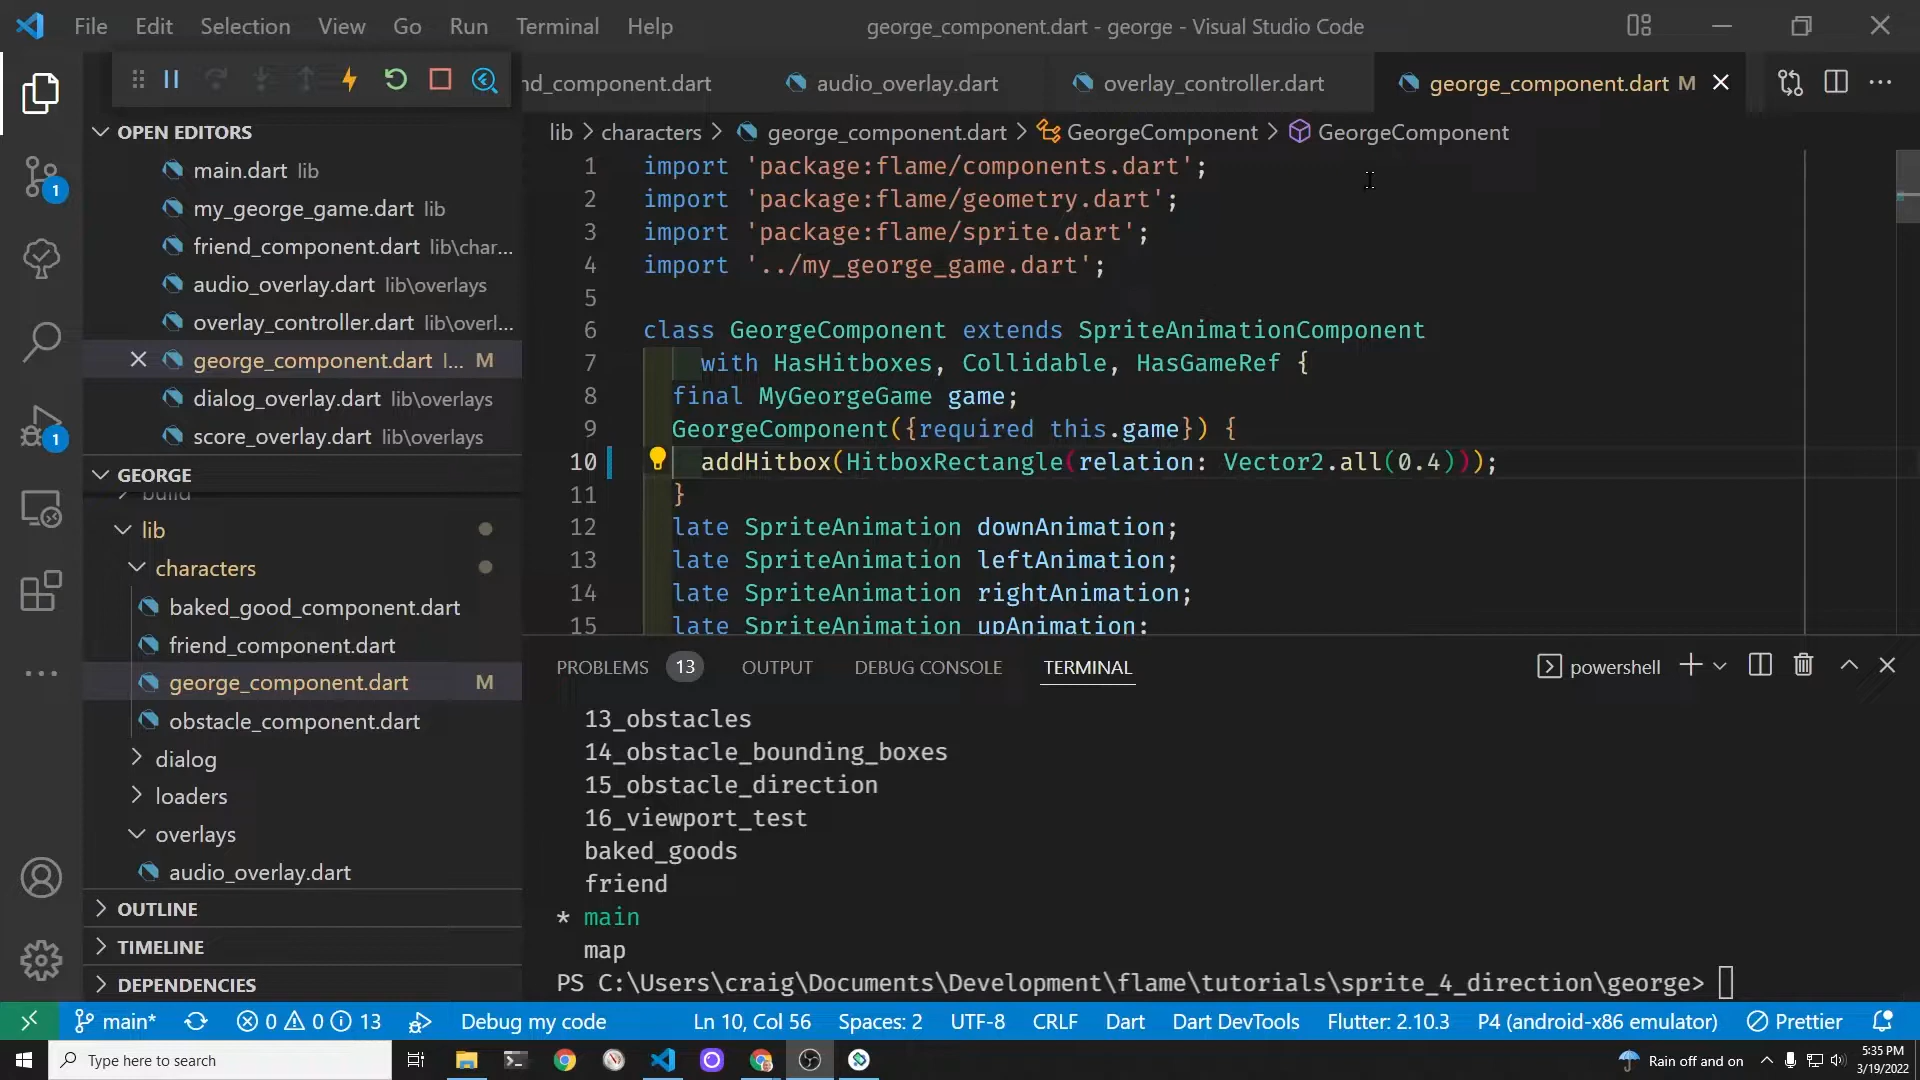 File Edit Selection View Go Run Terminal Help
george_component.dart - george - Visual Studio Code
nd_component.dart audio_overlay.dart overlay_controller.dart george_component.dart M
OPEN EDITORS
main.dart lib
my_george_game.dart lib
friend_component.dart lib\char...
audio_overlay.dart lib\overlays
overlay_controller.dart lib\overl...
george_component.dart l... M
dialog_overlay.dart lib\overlays
score_overlay.dart lib\overlays
GEORGE
build
lib
characters
baked_good_component.dart
friend_component.dart
george_component.dart M
obstacle_component.dart
dialog
loaders
overlays
audio_overlay.dart
OUTLINE
TIMELINE
DEPENDENCIES
1
1
lib > characters > george_component.dart > GeorgeComponent > GeorgeComponent
1 import 'package:flame/components.dart';
2 import 'package:flame/geometry.dart';
3 import 'package:flame/sprite.dart';
4 import '../my_george_game.dart';
5
6 class GeorgeComponent extends SpriteAnimationComponent
7 with HasHitboxes, Collidable, HasGameRef {
8 final MyGeorgeGame game;
9 GeorgeComponent({required this.game}) {
10 addHitbox(HitboxRectangle(relation: Vector2.all(0.4)));
11 }
12 late SpriteAnimation downAnimation;
13 late SpriteAnimation leftAnimation;
14 late SpriteAnimation rightAnimation;
15 late SpriteAnimation upAnimation;
PROBLEMS 13 OUTPUT DEBUG CONSOLE TERMINAL powershell
13_obstacles
14_obstacle_bounding_boxes
15_obstacle_direction
16_viewport_test
baked_goods
friend
* main
map
PS C:\Users\craig\Documents\Development\flame\tutorials\sprite_4_direction\george>
main* 0 0 13 Debug my code Ln 10, Col 56 Spaces: 2 UTF-8 CRLF Dart Dart DevTools Flutter: 2.10.3 P4 (android-x86 emulator) Prettier
Type here to search
Rain off and on
5:35 PM
3/19/2022